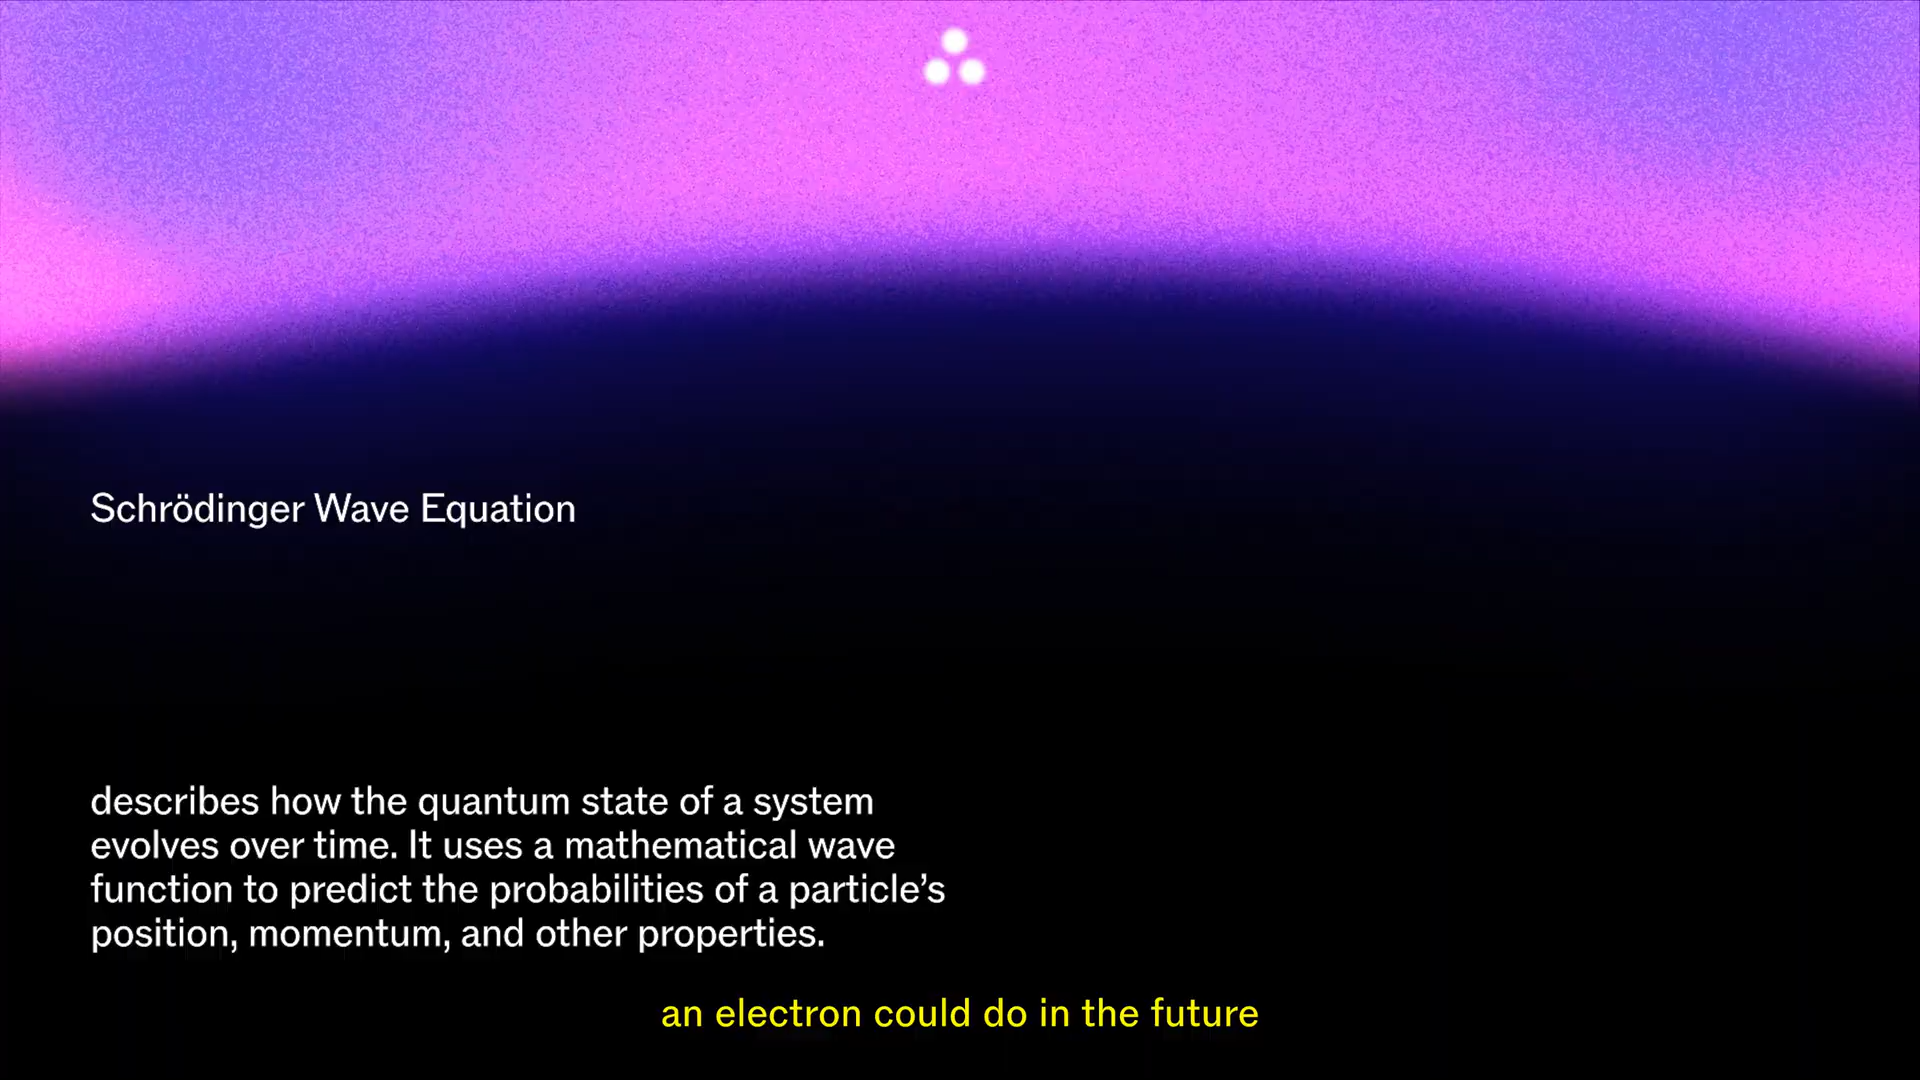 Schrödinger Wave Equation
describes how the quantum state of a system
evolves over time. It uses a mathematical wave
function to predict the probabilities of a particle’s
position, momentum, and other properties.
an electron could do in the future